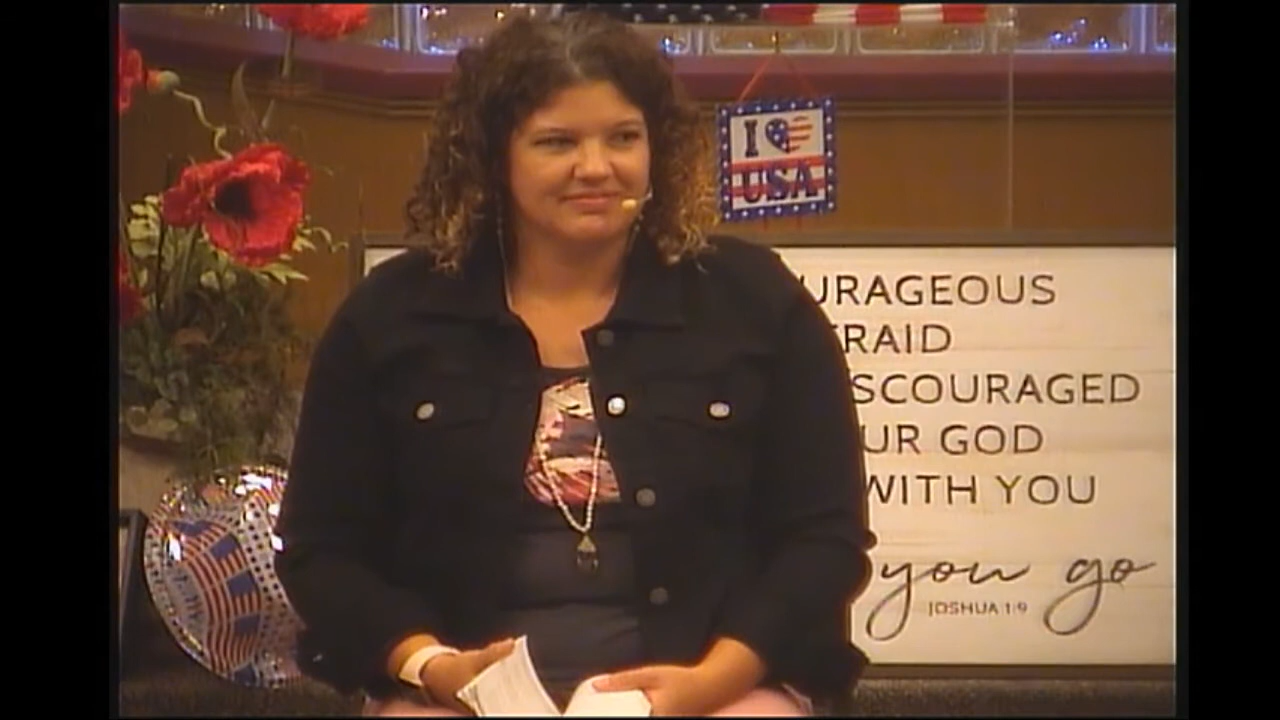 I
USA
URAGEOUS
RAID
SCOURAGED
UR GOD
WITH YOU
you go
JOSHUA 1:9